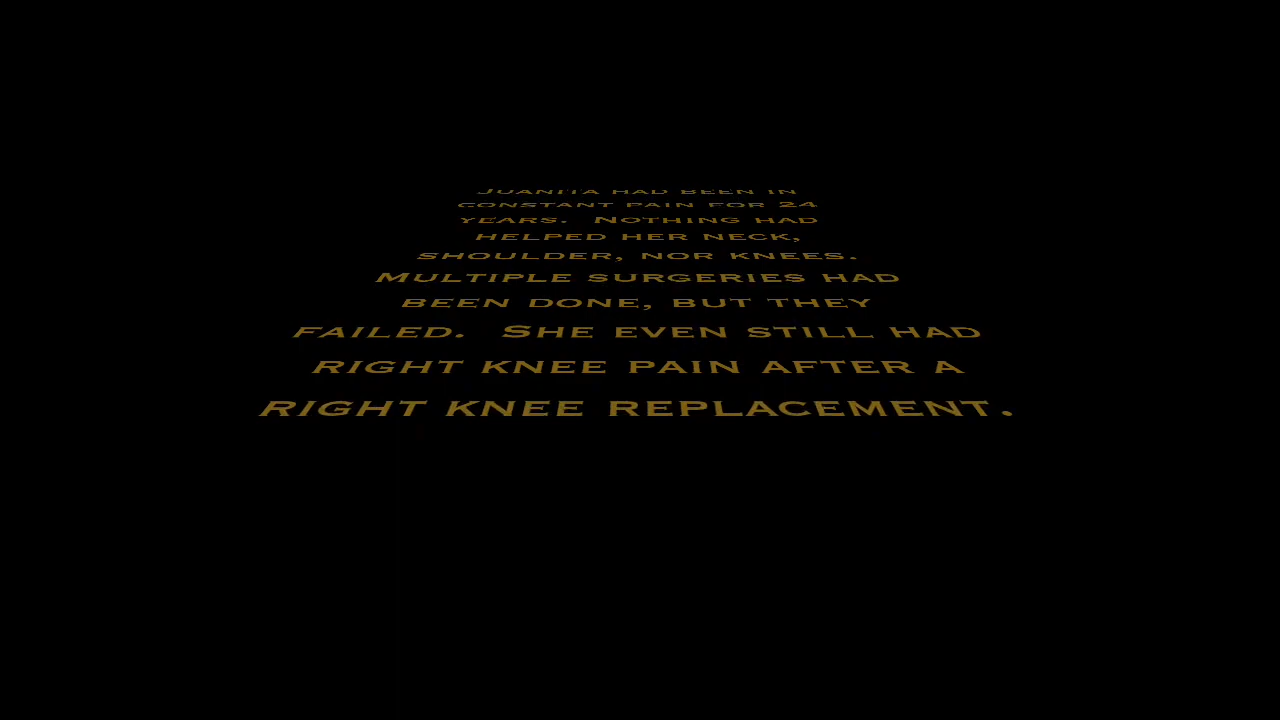 Juanita had been in
constant pain for 24
years.  Nothing had
helped her neck,
shoulder, nor knees.
Multiple surgeries had
been done, but they
failed.  She even still had
right knee pain after a
right knee replacement.